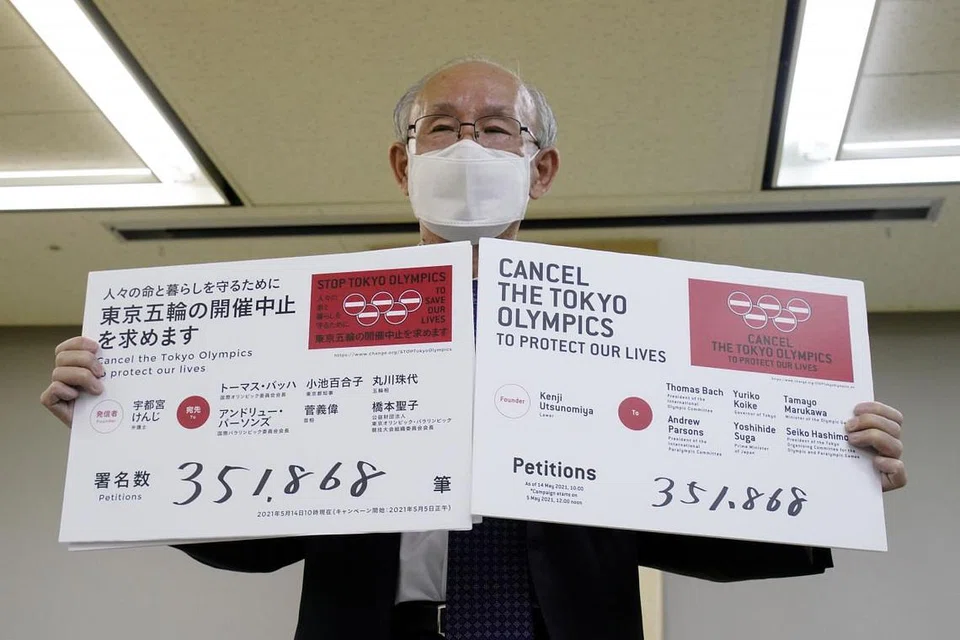 人々の命と暮らしを守るために
東京五輪の開催中止
を求めます
Cancel the Tokyo Olympics
to protect our lives
STOP TOKYO OLYMPICS
人々の
命と
暮らしを
守るために
TO
SAVE
OUR
LIVES
東京五輪の開催中止を求めます
https://www.change.org/STOPTokyoOlympics
発信者
Founder
宇都宮
けんじ
弁護士
宛先
To
トーマス・バッハ
国際オリンピック委員会会長
小池百合子
東京都知事
丸川珠代
五輪相
アンドリュー・
パーソンズ
国際パラリンピック委員会会長
菅義偉
首相
橋本聖子
公益財団法人
東京オリンピック・パラリンピック
競技大会組織委員会会長
署名数
Petitions
351,868
筆
2021年5月14日10時現在(キャンペーン開始:2021年5月5日正午)
CANCEL
THE TOKYO
OLYMPICS
TO PROTECT OUR LIVES
CANCEL
THE TOKYO OLYMPICS
TO PROTECT OUR LIVES
Founder
Kenji
Utsunomiya
Lawyer
To
Thomas Bach
President of the
International
Olympic Committee
Yuriko
Koike
Governor of Tokyo
Tamayo
Marukawa
Minister of the Olympic
Andrew
Parsons
President of the
International
Paralympic Committee
Yoshihide
Suga
Prime Minister
of Japan
Seiko Hashimo
President of the Tokyo
Organising Committee for the
Olympic and Paralympic Games
Petitions
As of 14 May 2021, 10.00
*Campaign starts on
5 May 2021, 12.00 noon
351,868